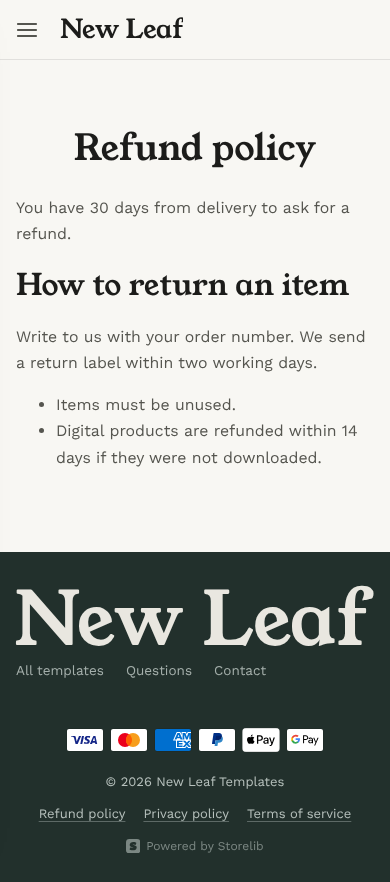 New Leaf
Refund policy
You have 30 days from delivery to ask for a
refund.
How to return an item
Write to us with your order number. We send
a return label within two working days.
• Items must be unused.
• Digital products are refunded within 14
days if they were not downloaded.
New Leaf
All templates Questions Contact
VISA AMEX Pay G Pay
© 2026 New Leaf Templates
Refund policy Privacy policy Terms of service
S Powered by Storelib